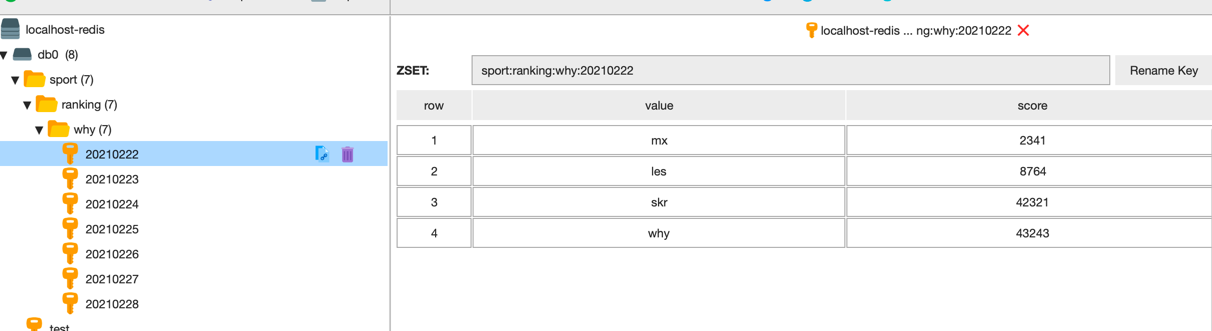 localhost-redis
db0 (8)
sport (7)
ranking (7)
why (7)
20210222
20210223
20210224
20210225
20210226
20210227
20210228
test
localhost-redis ... ng:why:20210222
ZSET: sport:ranking:why:20210222 Rename Key
row value score
1 mx 2341
2 les 8764
3 skr 42321
4 why 43243